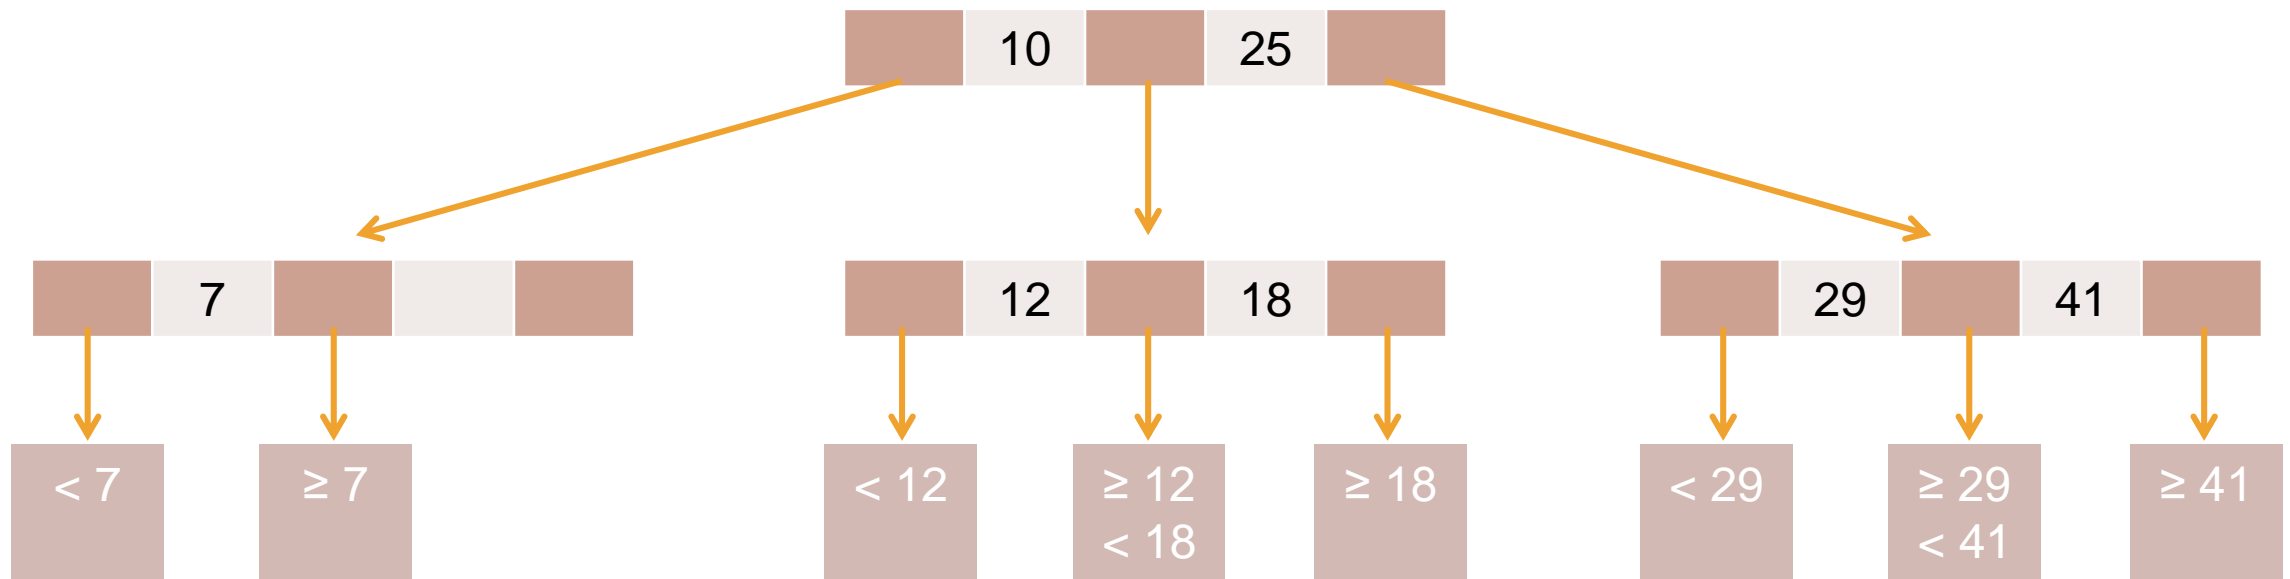 10 25
7 12 18 29 41
< 7 ≥ 7 < 12 ≥ 12 ≥ 18 < 29 ≥ 29 ≥ 41
< 18 < 41